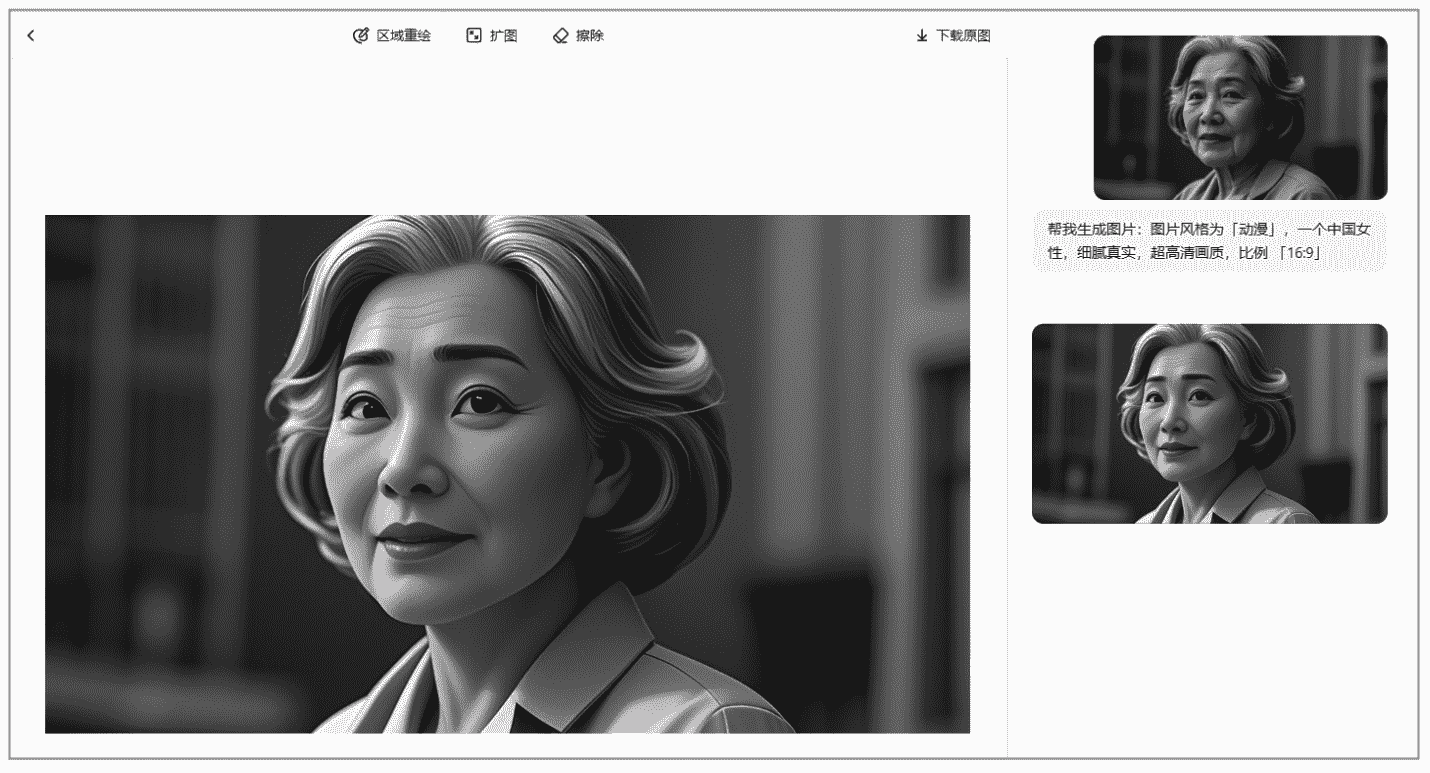 区域重绘 扩图 擦除 下载原图
帮我生成图片：图片风格为「动漫」，一个中国女
性，细腻真实，超高清画质，比例 「16:9」